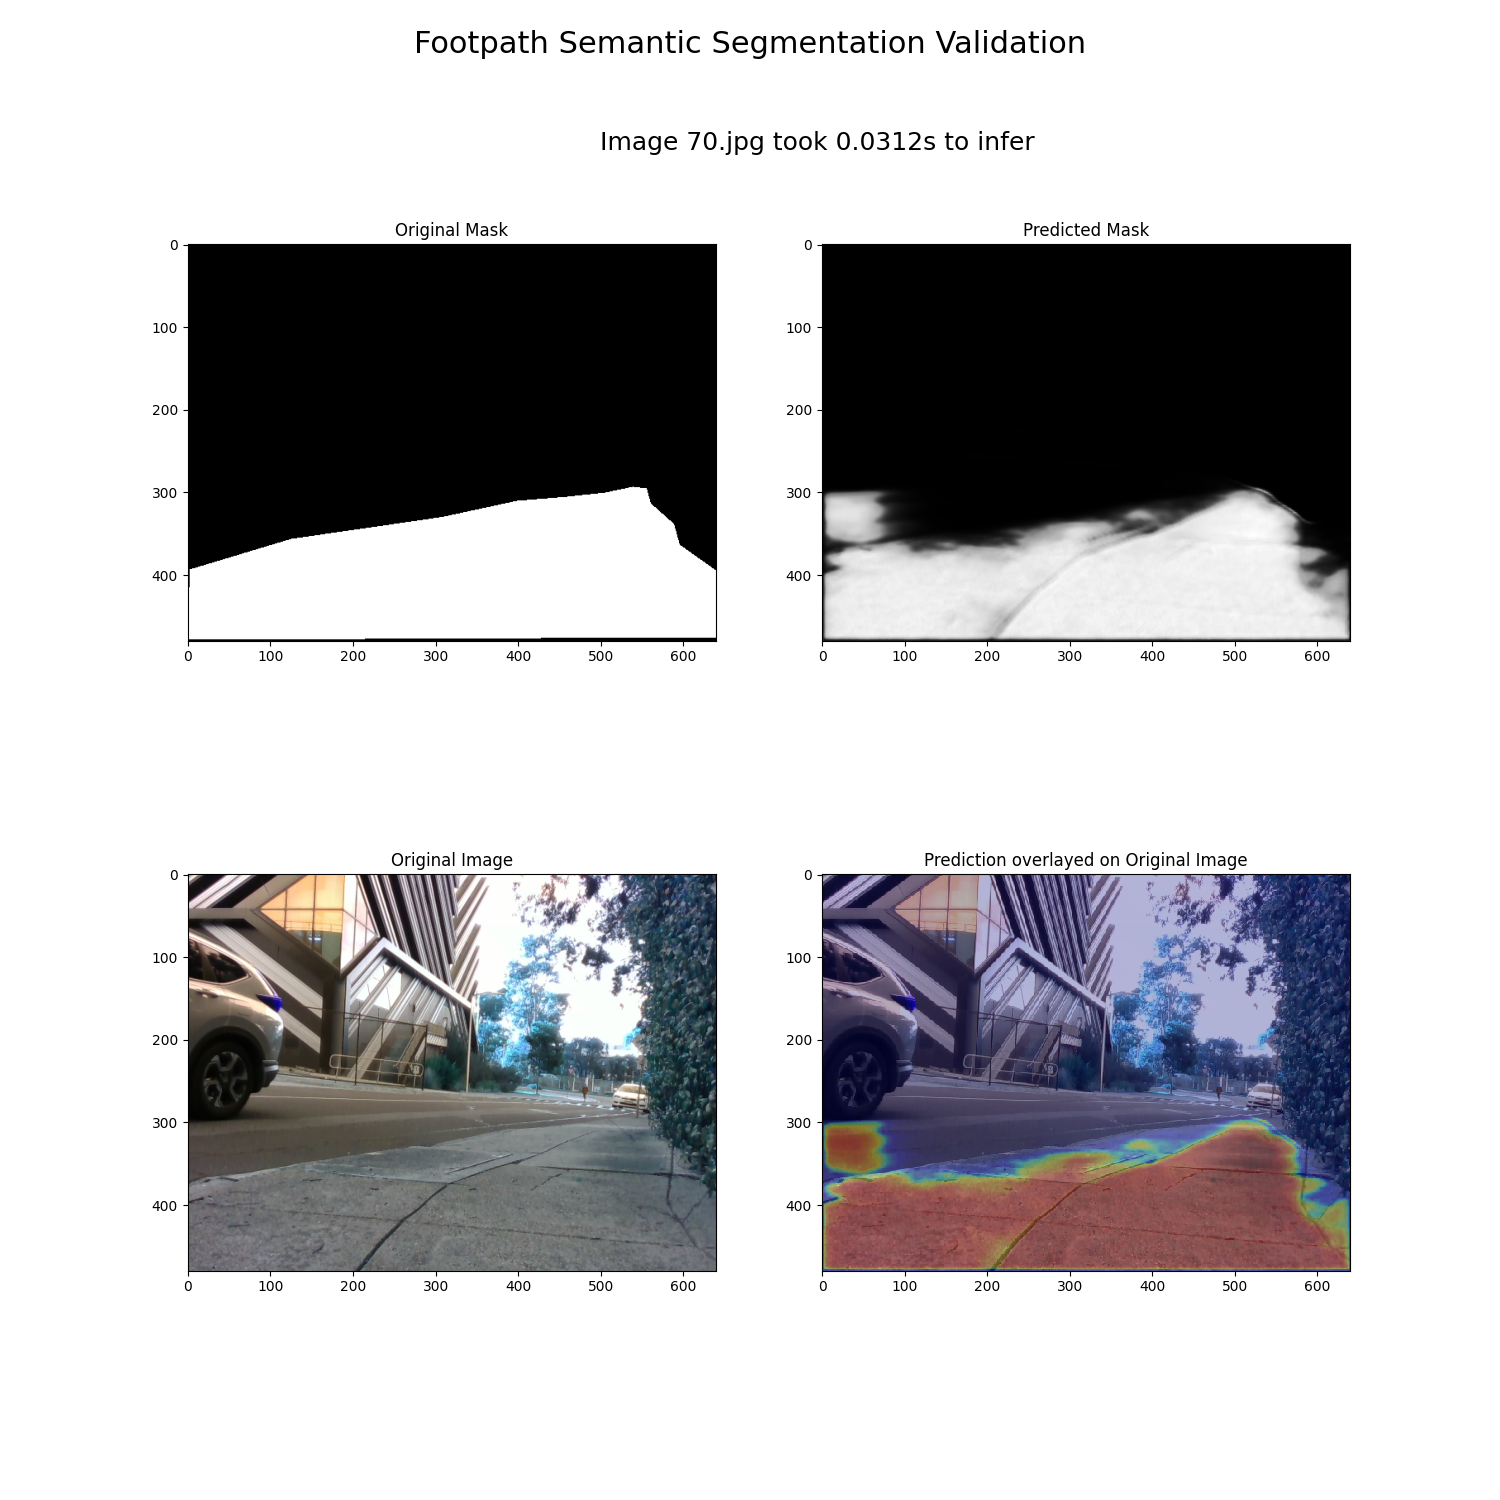 Footpath Semantic Segmentation Validation
Image 70.jpg took 0.0312s to infer
Original Mask
0
100
200
300
400
0 100 200 300 400 500 600
Predicted Mask
0
100
200
300
400
0 100 200 300 400 500 600
Original Image
0
100
200
300
400
0 100 200 300 400 500 600
Prediction overlayed on Original Image
0
100
200
300
400
0 100 200 300 400 500 600